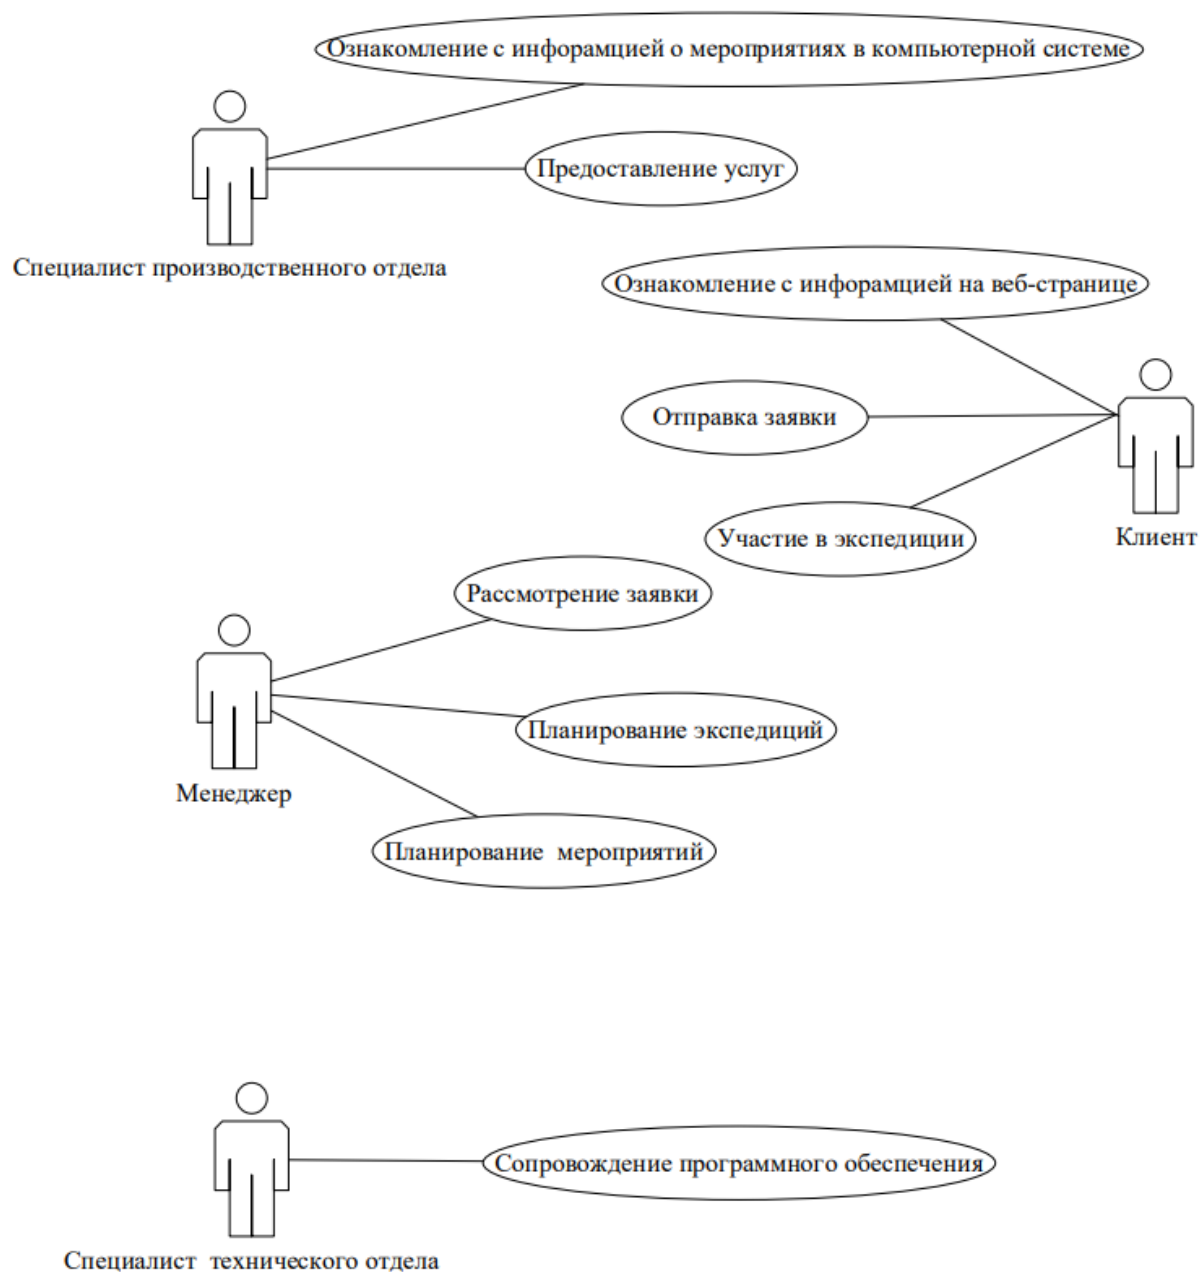 Ознакомление с инфорамцией о мероприятиях в компьютерной системе
Предоставление услуг
Специалист производственного отдела
Ознакомление с инфорамцией на веб-странице
Отправка заявки
Участие в экспедиции
Клиент
Рассмотрение заявки
Планирование экспедиций
Менеджер
Планирование  мероприятий
Сопровождение программного обеспечения
Специалист  технического отдела